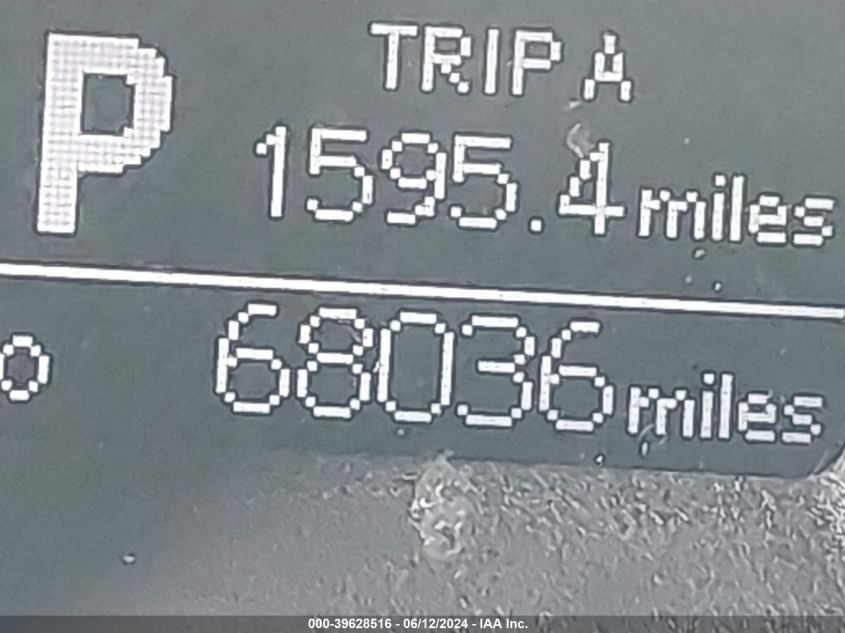 P
TRIP A
1595.4 miles
o
68036 miles
000-39628516 - 06/12/2024 - IAA Inc.